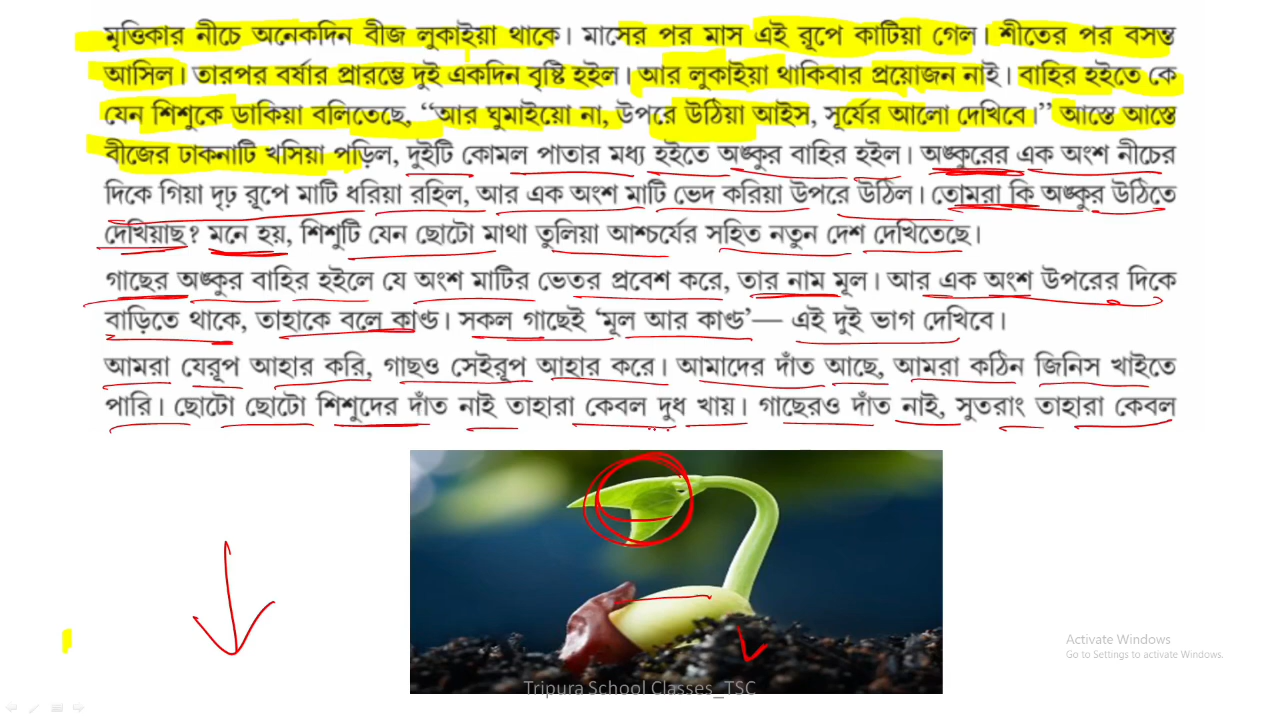 মৃত্তিকার নীচে অনেকদিন বীজ লুকাইয়া থাকে। মাসের পর মাস এই রূপে কাটিয়া গেল। শীতের পর বসন্ত
আসিল। তারপর বর্ষার প্রারম্ভে দুই একদিন বৃষ্টি হইল। আর লুকাইয়া থাকিবার প্রয়োজন নাই। বাহির হইতে কে
যেন শিশুকে ডাকিয়া বলিতেছে, “আর ঘুমাইয়ো না, উপরে উঠিয়া আইস, সূর্যের আলো দেখিবে।” আস্তে আস্তে
বীজের ঢাকনাটি খসিয়া পড়িল, দুইটি কোমল পাতার মধ্য হইতে অঙ্কুর বাহির হইল। অঙ্কুরের এক অংশ নীচের
দিকে গিয়া দৃঢ় রূপে মাটি ধরিয়া রহিল, আর এক অংশ মাটি ভেদ করিয়া উপরে উঠিল। তোমরা কি অঙ্কুর উঠিতে
দেখিয়াছ? মনে হয়, শিশুটি যেন ছোটো মাথা তুলিয়া আশ্চর্যের সহিত নতুন দেশ দেখিতেছে।
গাছের অঙ্কুর বাহির হইলে যে অংশ মাটির ভেতর প্রবেশ করে, তার নাম মূল। আর এক অংশ উপরের দিকে
বাড়িতে থাকে, তাহাকে বলে কাণ্ড। সকল গাছেই ‘মূল আর কাণ্ড’— এই দুই ভাগ দেখিবে।
আমরা যেরূপ আহার করি, গাছও সেইরূপ আহার করে। আমাদের দাঁত আছে, আমরা কঠিন জিনিস খাইতে
পারি। ছোটো ছোটো শিশুদের দাঁত নাই তাহারা কেবল দুধ খায়। গাছেরও দাঁত নাই, সুতরাং তাহারা কেবল
Activate Windows
Go to Settings to activate Windows.
Tripura School Classes_TSC